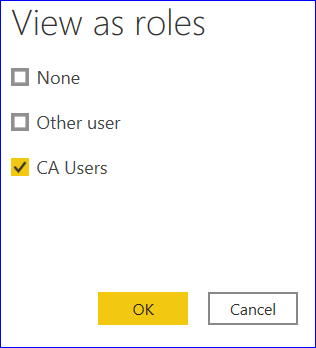 View as roles
None
Other user
CA Users
OK
Cancel